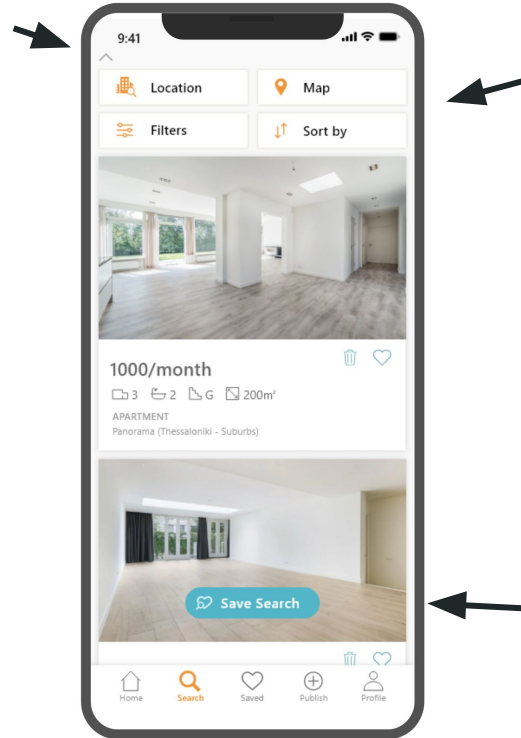 9:41
Location
Map
Filters
Sort by
1000/month
3 2 G 200m²
APARTMENT
Panorama (Thessaloniki - Suburbs)
Save Search
Home Search Saved Publish Profile